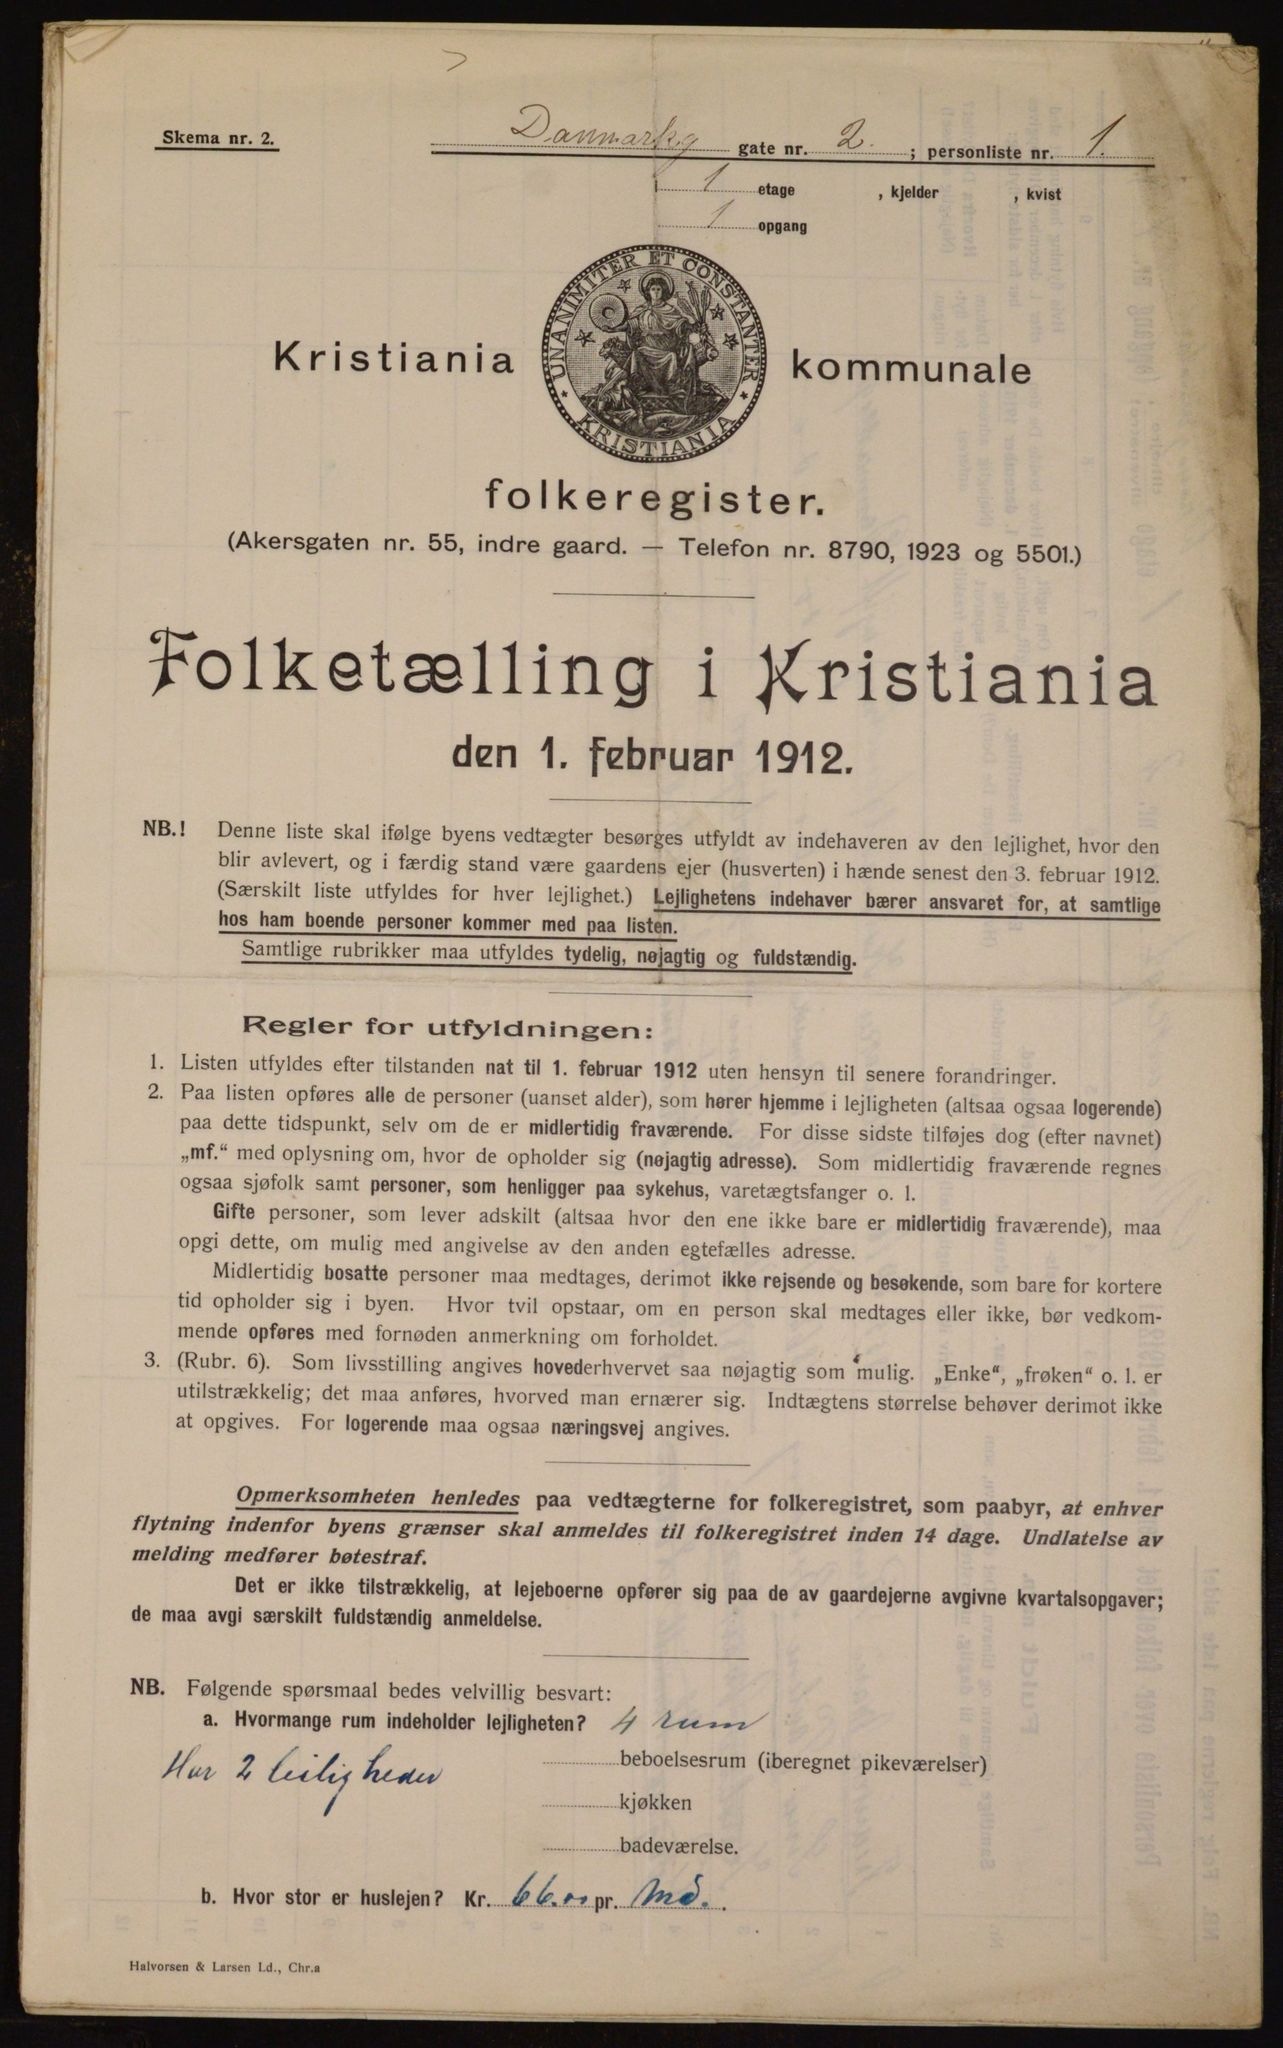 Skema nr. 2.
Danmarksg gate nr. 2. ; personliste nr. 1.
i 1 etage , kjelder , kvist
1 opgang
UNANIMITER ET CONSTANTER
KRISTIANIA
Kristiania kommunale
folkeregister.
(Akersgaten nr. 55, indre gaard. — Telefon nr. 8790, 1923 og 5501.)
Folketælling i Kristiania
den 1. februar 1912.
NB.! Denne liste skal ifølge byens vedtægter besørges utfyldt av indehaveren av den lejlighet, hvor den
blir avlevert, og i færdig stand være gaardens ejer (husverten) i hænde senest den 3. februar 1912.
(Særskilt liste utfyldes for hver lejlighet.) Lejlighetens indehaver bærer ansvaret for, at samtlige
hos ham boende personer kommer med paa listen.
Samtlige rubrikker maa utfyldes tydelig, nøjagtig og fuldstændig.
Regler for utfyldningen:
1. Listen utfyldes efter tilstanden nat til 1. februar 1912 uten hensyn til senere forandringer.
2. Paa listen opføres alle de personer (uanset alder), som hører hjemme i lejligheten (altsaa ogsaa logerende)
paa dette tidspunkt, selv om de er midlertidig fraværende. For disse sidste tilføjes dog (efter navnet)
„mf.“ med oplysning om, hvor de opholder sig (nøjagtig adresse). Som midlertidig fraværende regnes
ogsaa sjøfolk samt personer, som henligger paa sykehus, varetægtsfanger o. l.
Gifte personer, som lever adskilt (altsaa hvor den ene ikke bare er midlertidig fraværende), maa
opgi dette, om mulig med angivelse av den anden egtefælles adresse.
Midlertidig bosatte personer maa medtages, derimot ikke rejsende og besøkende, som bare for kortere
tid opholder sig i byen. Hvor tvil opstaar, om en person skal medtages eller ikke, bør vedkom-
mende opføres med fornøden anmerkning om forholdet.
3. (Rubr. 6). Som livsstilling angives hovederhvervet saa nøjagtig som mulig. „Enke“, „frøken“ o. l. er
utilstrækkelig; det maa anføres, hvorved man ernærer sig. Indtægtens størrelse behøver derimot ikke
at opgives. For logerende maa ogsaa næringsvej angives.
Opmerksomheten henledes paa vedtægterne for folkeregistret, som paabyr, at enhver
flytning indenfor byens grænser skal anmeldes til folkeregistret inden 14 dage. Undlatelse av
melding medfører bøtestraf.
Det er ikke tilstrækkelig, at lejeboerne opfører sig paa de av gaardejerne avgivne kvartalsopgaver;
de maa avgi særskilt fuldstændig anmeldelse.
NB. Følgende spørsmaal bedes velvillig besvart:
a. Hvormange rum indeholder lejligheten? 4 rum
Har 2 leiligheder beboelsesrum (iberegnet pikeværelser)
kjøkken
badeværelse.
b. Hvor stor er huslejen? Kr. 66.00 pr. Md.
Halvorsen & Larsen Ld., Chr.a